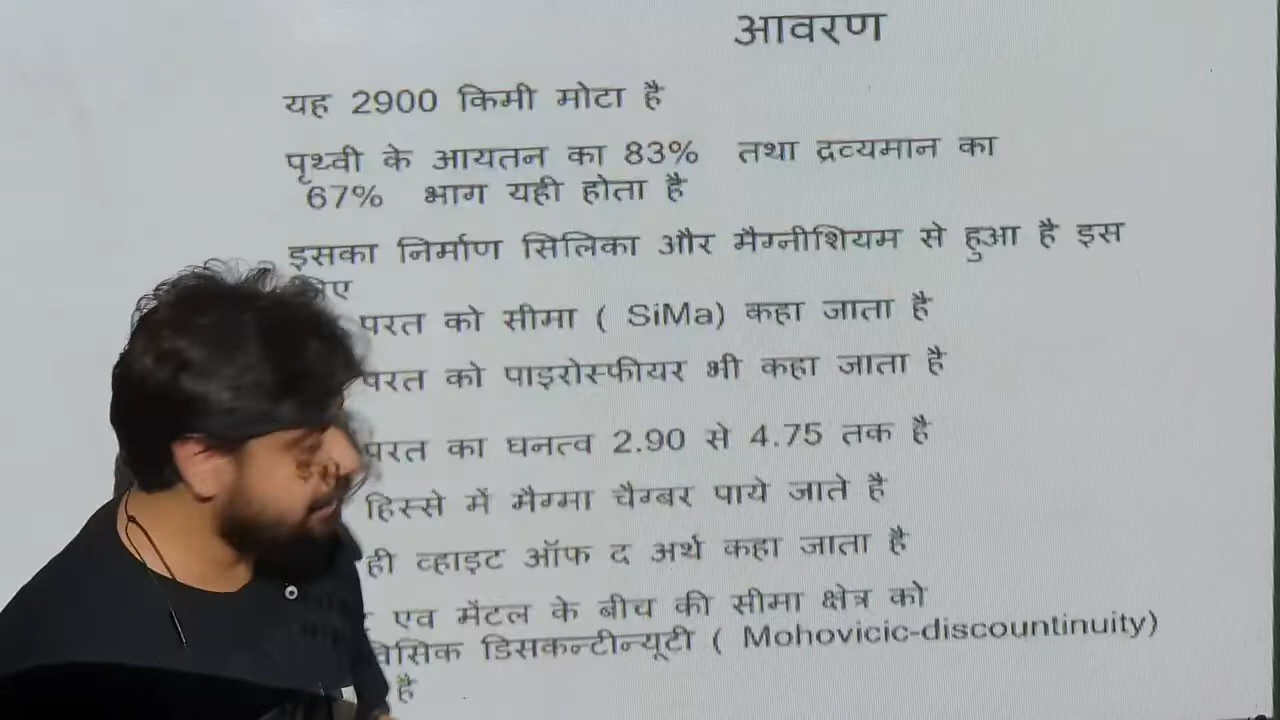 आवरण
यह 2900 किमी मोटा है
पृथ्वी के आयतन का 83% तथा द्रव्यमान का
67% भाग यही होता है
इसका निर्माण सिलिका और मैग्नीशियम से हुआ है इस
परत को सीमा ( SiMa) कहा जाता है
परत को पाइरोस्फीयर भी कहा जाता है
परत का घनत्व 2.90 से 4.75 तक है
हिस्से में मैग्मा चैम्बर पाये जाते है
ही व्हाइट ऑफ द अर्थ कहा जाता है
एव मैंटल के बीच की सीमा क्षेत्र को
डिसकन्टीन्यूटी ( Mohovicic-discountinuity)
है